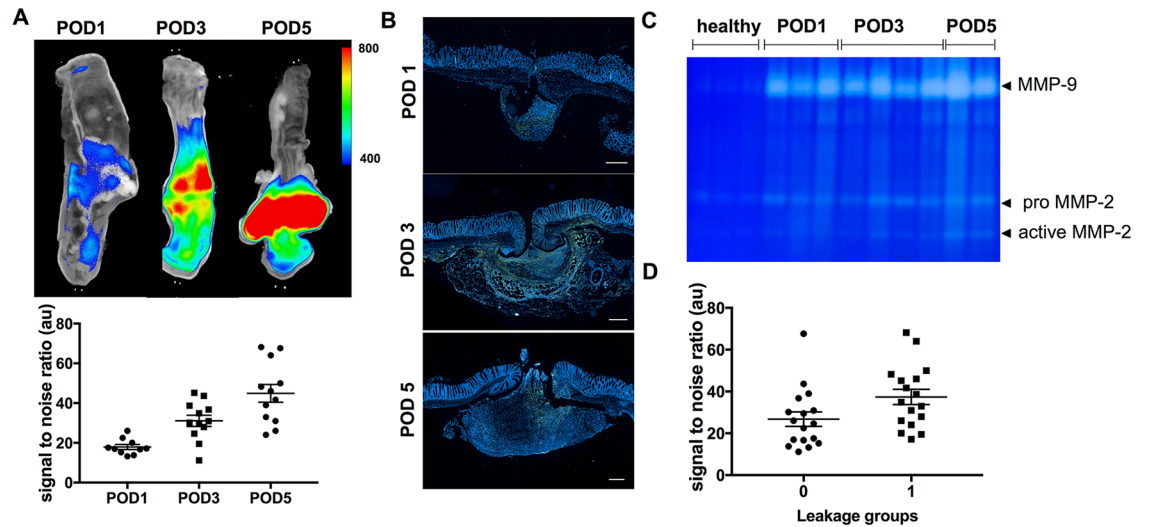 A
POD1 POD3 POD5
800
400
signal to noise ratio (au)
80
60
40
20
0
POD1 POD3 POD5
B
POD 1
POD 3
POD 5
C
healthy POD1 POD3 POD5
MMP-9
pro MMP-2
active MMP-2
D
signal to noise ratio (au)
80
60
40
20
0
0 1
Leakage groups